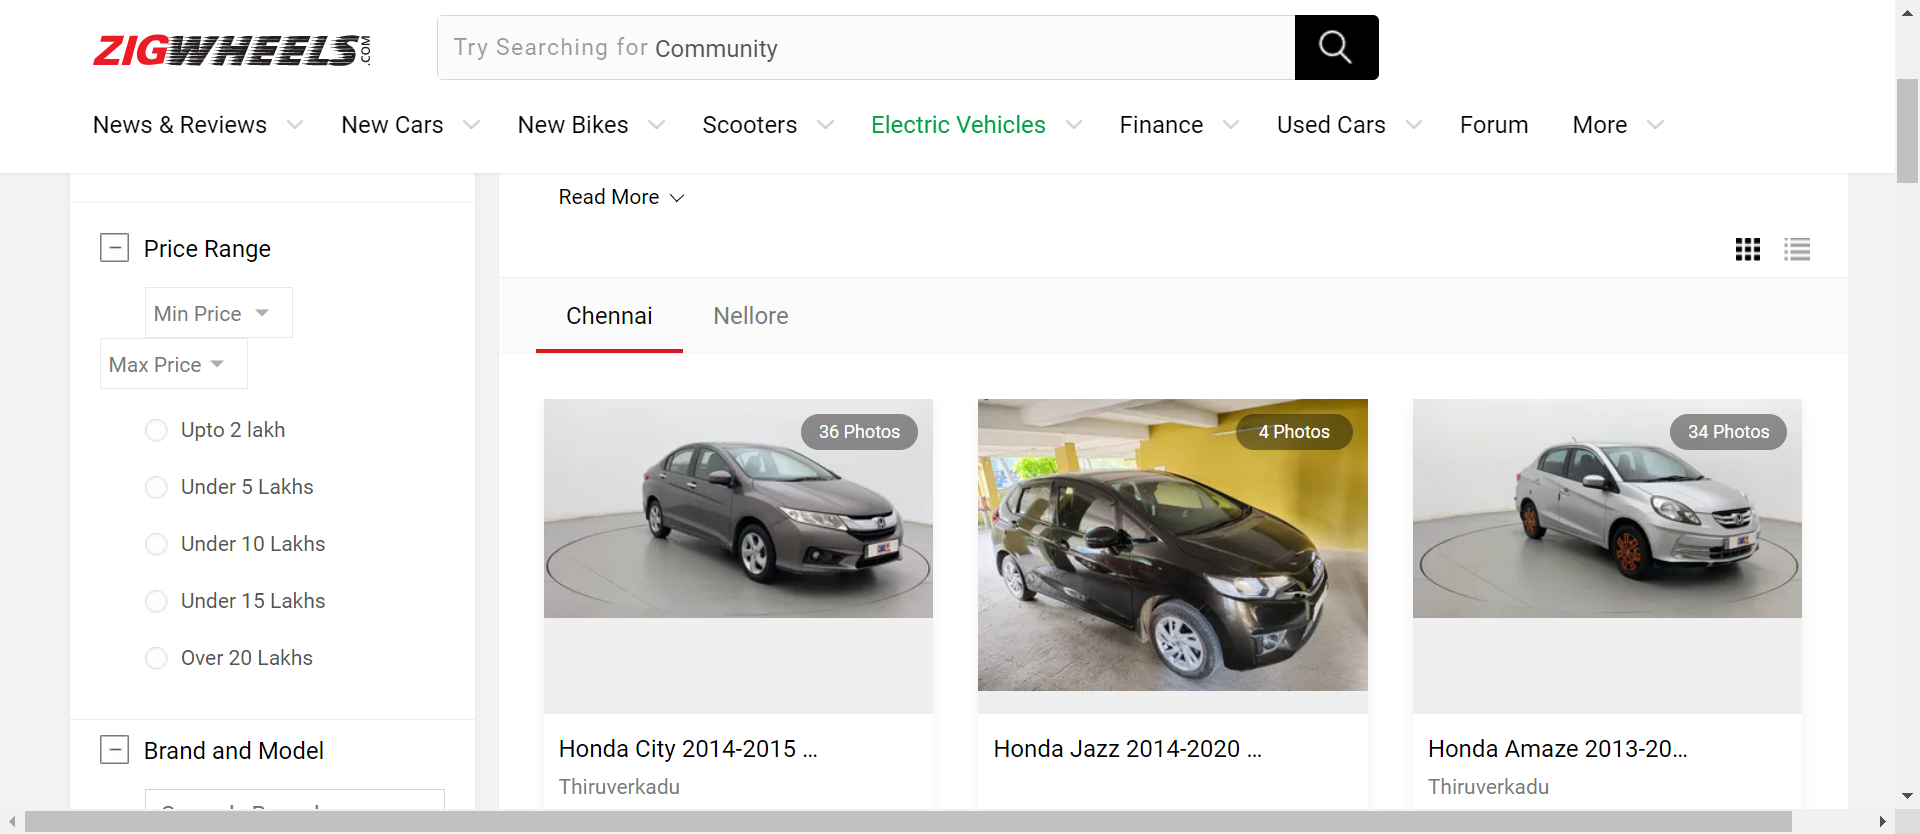 ZIGWHEELS.COM
Try Searching for Community
News & Reviews
New Cars
New Bikes
Scooters
Electric Vehicles
Finance
Used Cars
Forum
More
Read More
Price Range
Min Price
Max Price
Upto 2 lakh
Under 5 Lakhs
Under 10 Lakhs
Under 15 Lakhs
Over 20 Lakhs
Brand and Model
Chennai
Nellore
36 Photos
4 Photos
34 Photos
Honda City 2014-2015 ...
Thiruverkadu
Honda Jazz 2014-2020 ...
Honda Amaze 2013-20...
Thiruverkadu